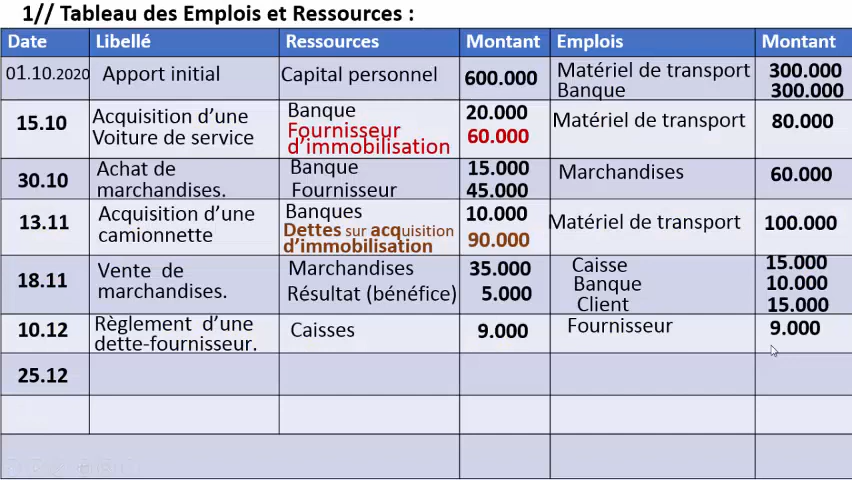 1// Tableau des Emplois et Ressources :
Date Libellé Ressources Montant Emplois Montant
01.10.2020 Apport initial Capital personnel 600.000 Matériel de transport 300.000
Banque 300.000
15.10 Acquisition d'une Banque 20.000 Matériel de transport 80.000
Voiture de service Fournisseur 60.000
d'immobilisation
30.10 Achat de Banque 15.000 Marchandises 60.000
marchandises. Fournisseur 45.000
13.11 Acquisition d'une Banques 10.000 Matériel de transport 100.000
camionnette Dettes sur acquisition 90.000
d'immobilisation
18.11 Vente de Marchandises 35.000 Caisse 15.000
marchandises. Résultat (bénéfice) 5.000 Banque 10.000
Client 15.000
10.12 Règlement d'une Caisses 9.000 Fournisseur 9.000
dette-fournisseur.
25.12